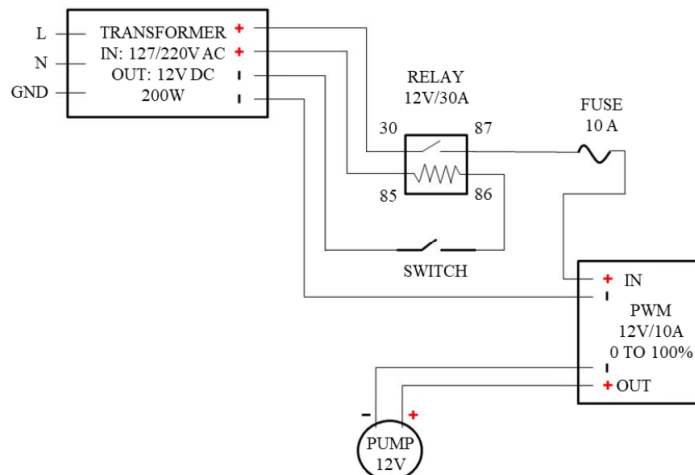 L
N
GND
TRANSFORMER
IN: 127/220V AC
OUT: 12V DC
200W
+
+
-
-
RELAY
12V/30A
30
87
85
86
FUSE
10 A
SWITCH
+ IN
-
PWM
12V/10A
0 TO 100%
-
+ OUT
-
+
PUMP
12V